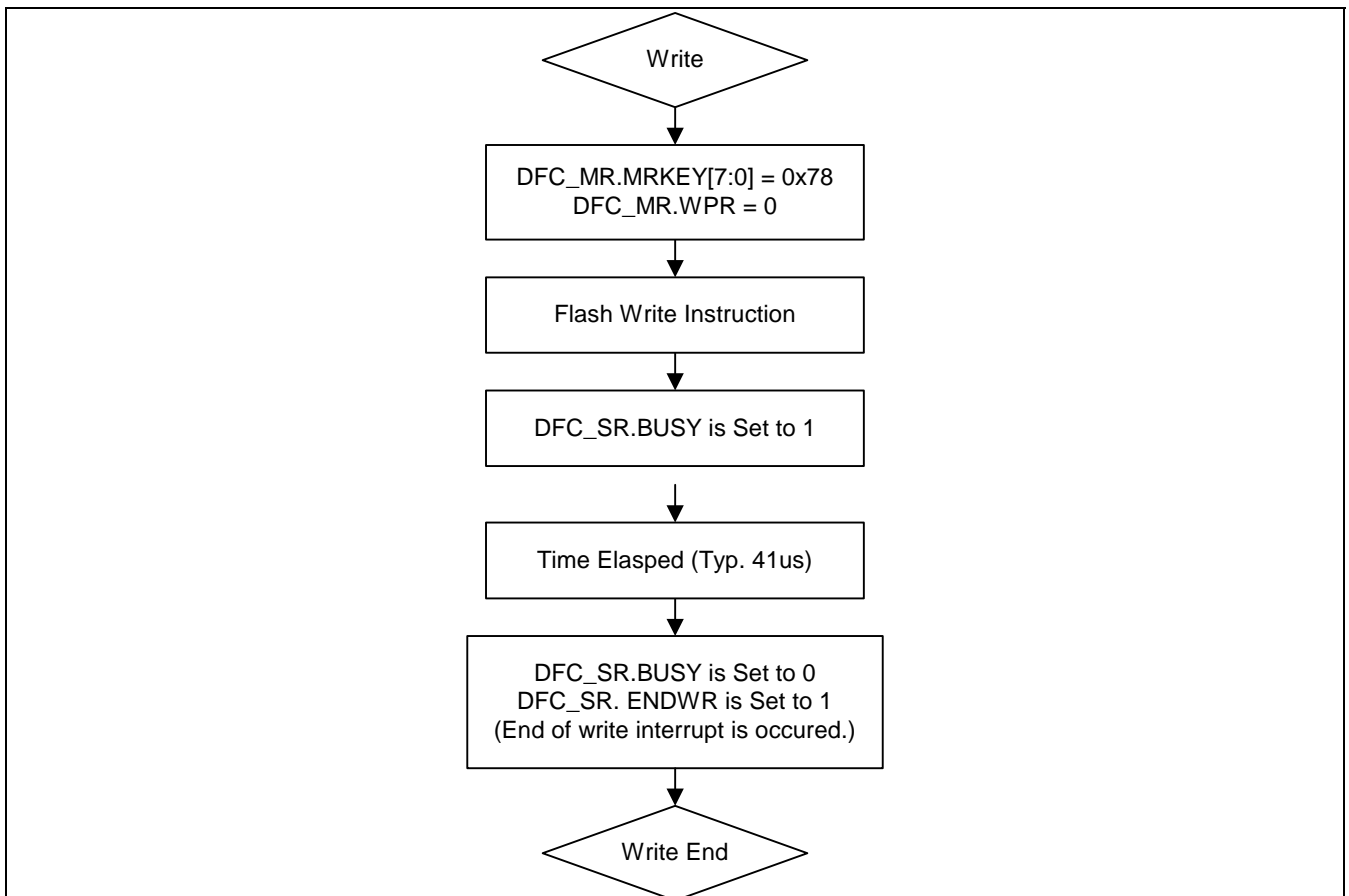 Write
DFC_MR.MRKEY[7:0] = 0x78
DFC_MR.WPR = 0
Flash Write Instruction
DFC_SR.BUSY is Set to 1
Time Elasped (Typ. 41us)
DFC_SR.BUSY is Set to 0
DFC_SR. ENDWR is Set to 1
(End of write interrupt is occured.)
Write End